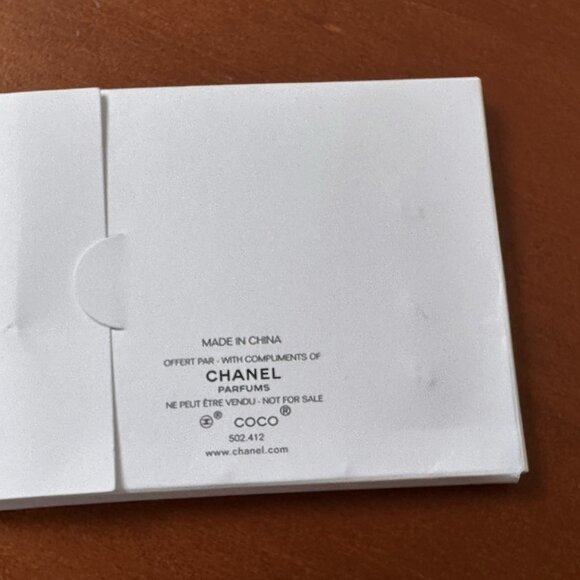 MADE IN CHINA
OFFERT PAR - WITH COMPLIMENTS OF
CHANEL
PARFUMS
NE PEUT ÊTRE VENDU - NOT FOR SALE
® COCO®
502.412
www.chanel.com